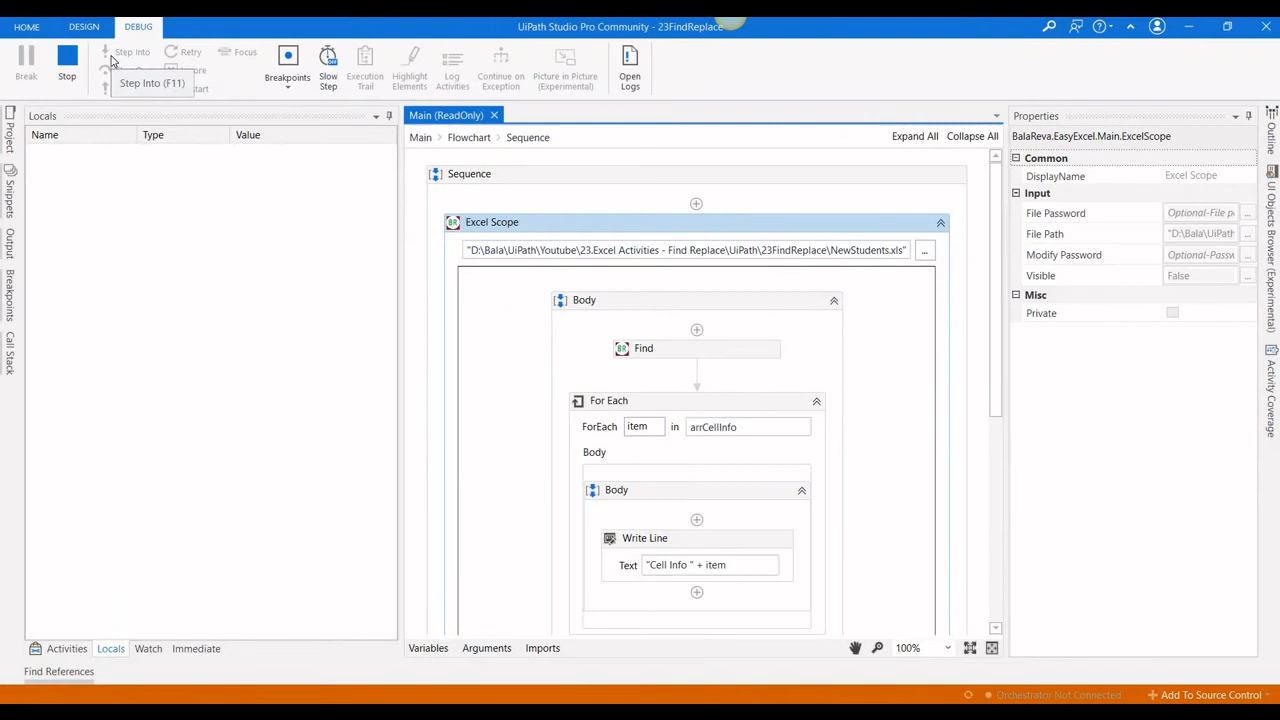 HOME
DESIGN
DEBUG
UiPath Studio Pro Community - 23FindReplace
Break
Stop
Step Into
Retry
Focus
Step Into (F11)
Breakpoints
Slow Step
Execution Trail
Highlight Elements
Log Activities
Continue on Exception
Picture in Picture (Experimental)
Open Logs
Locals
Name
Type
Value
Main (ReadOnly)
Main
Flowchart
Sequence
Expand All
Collapse All
Sequence
Excel Scope
"D:\Bala\UiPath\Youtube\23.Excel Activities - Find Replace\UiPath\23FindReplace\NewStudents.xls"
...
Body
Find
For Each
ForEach
item
in
arrCellInfo
Body
Body
Write Line
Text
"Cell Info " + item
Properties
BalaReva.EasyExcel.Main.ExcelScope
Common
DisplayName
Excel Scope
Input
File Password
Optional-File p
...
File Path
"D:\Bala\UiPath
...
Modify Password
Optional-Passw
...
Visible
False
...
Misc
Private
Project
Snippets
Output
Breakpoints
Call Stack
Outline
UI Objects Browser (Experimental)
Activity Coverage
Activities
Locals
Watch
Immediate
Variables
Arguments
Imports
100%
Find References
Orchestrator Not Connected
Add To Source Control